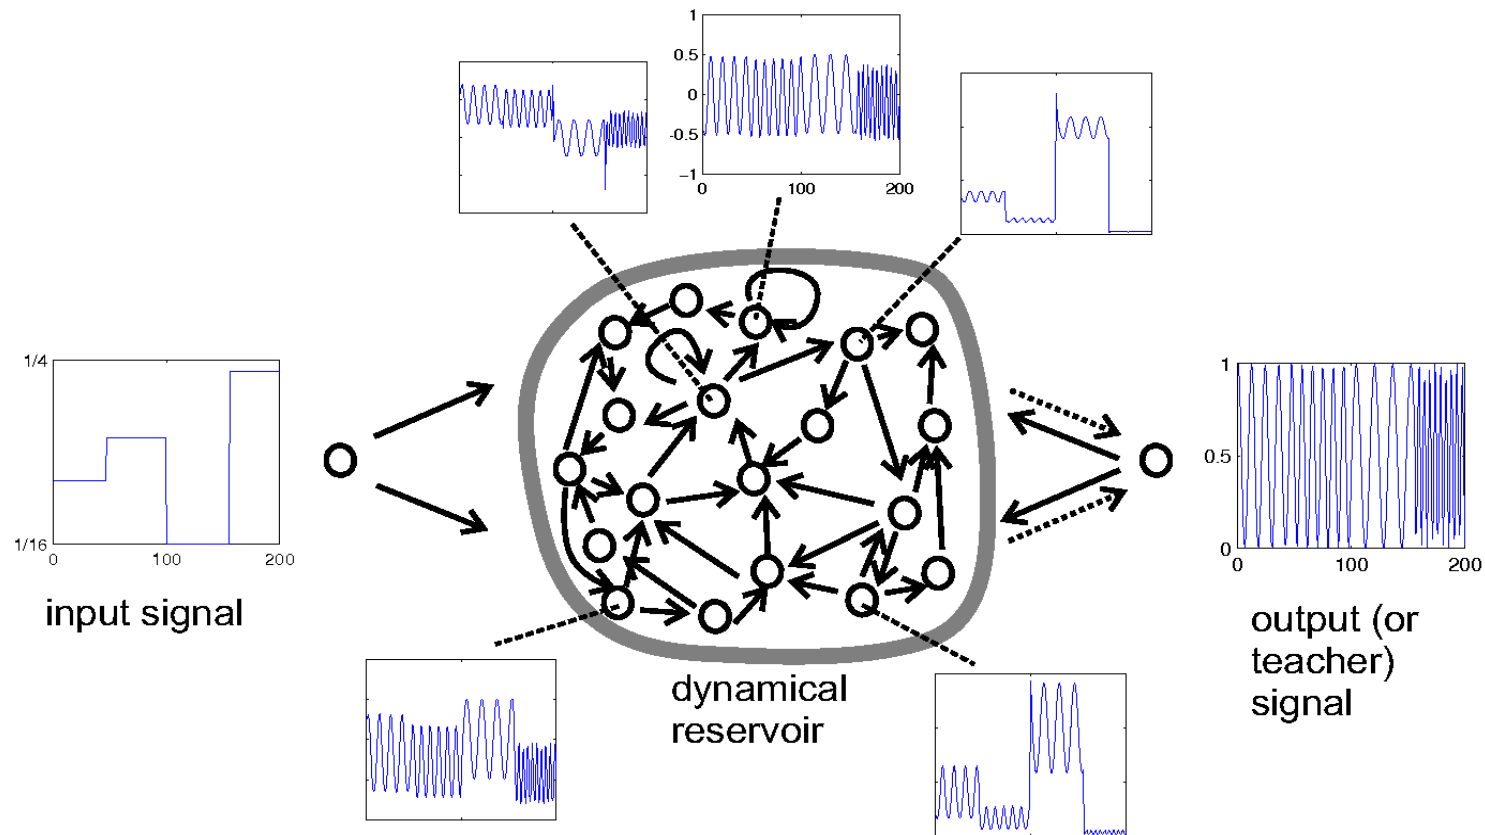 1
0.5
0
−0.5
−1
0 100 200
1/4
1/16
0 100 200
input signal
dynamical
reservoir
1
0.5
0
0 100 200
output (or
teacher)
signal